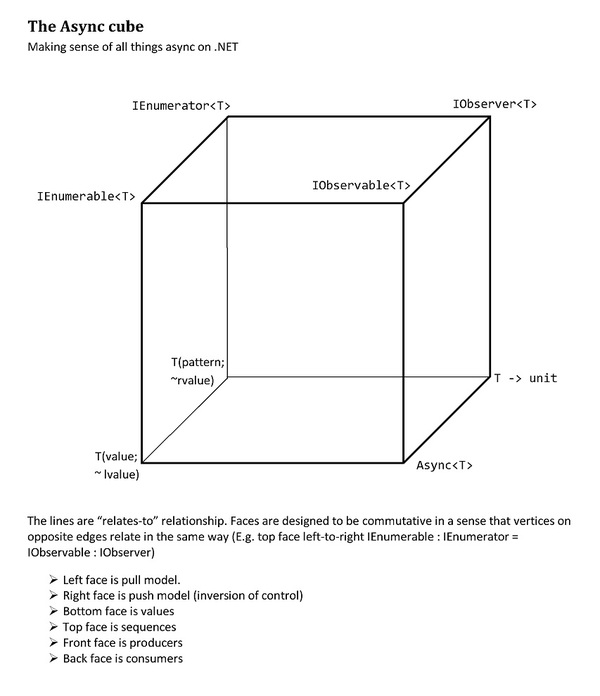 The Async cube
Making sense of all things async on .NET
IEnumerator<T>
IObserver<T>
IEnumerable<T>
IObservable<T>
T(pattern;
~rvalue)
T -> unit
T(value;
~ lvalue)
Async<T>
The lines are “relates-to” relationship. Faces are designed to be commutative in a sense that vertices on
opposite edges relate in the same way (E.g. top face left-to-right IEnumerable : IEnumerator =
IObservable : IObserver)
➢ Left face is pull model.
➢ Right face is push model (inversion of control)
➢ Bottom face is values
➢ Top face is sequences
➢ Front face is producers
➢ Back face is consumers